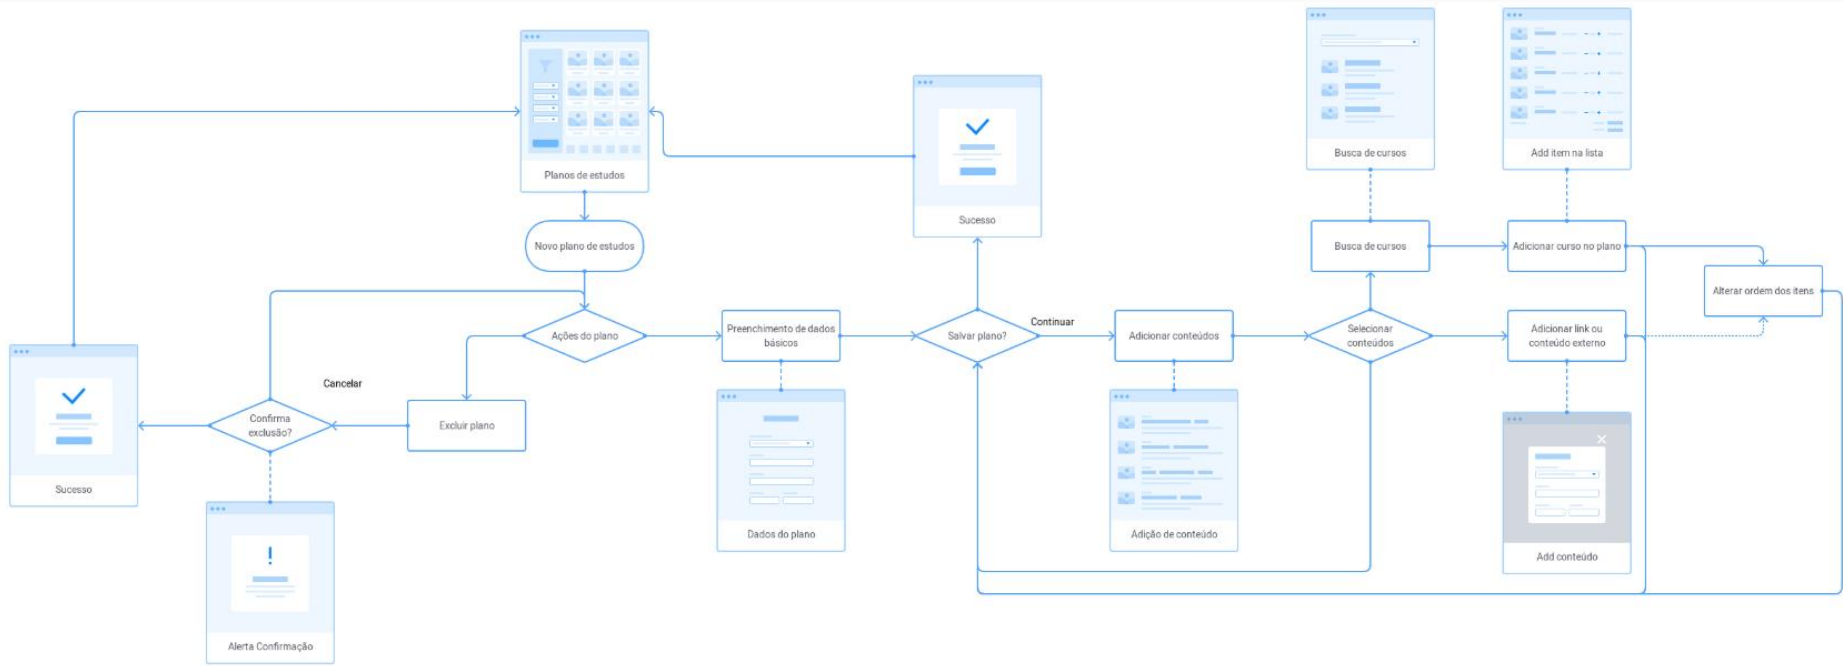 Busca de cursos
Add item na lista
Planos de estudos
Sucesso
Novo plano de estudos
Busca de cursos
Adicionar curso no plano
Alterar ordem dos itens
Ações do plano
Preenchimento de dados
básicos
Salvar plano?
Continuar
Adicionar conteúdos
Selecionar
conteúdos
Adicionar link ou
conteúdo externo
Cancelar
Confirma
exclusão?
Excluir plano
Sucesso
Dados do plano
Adição de conteúdo
Add conteúdo
Alerta Confirmação